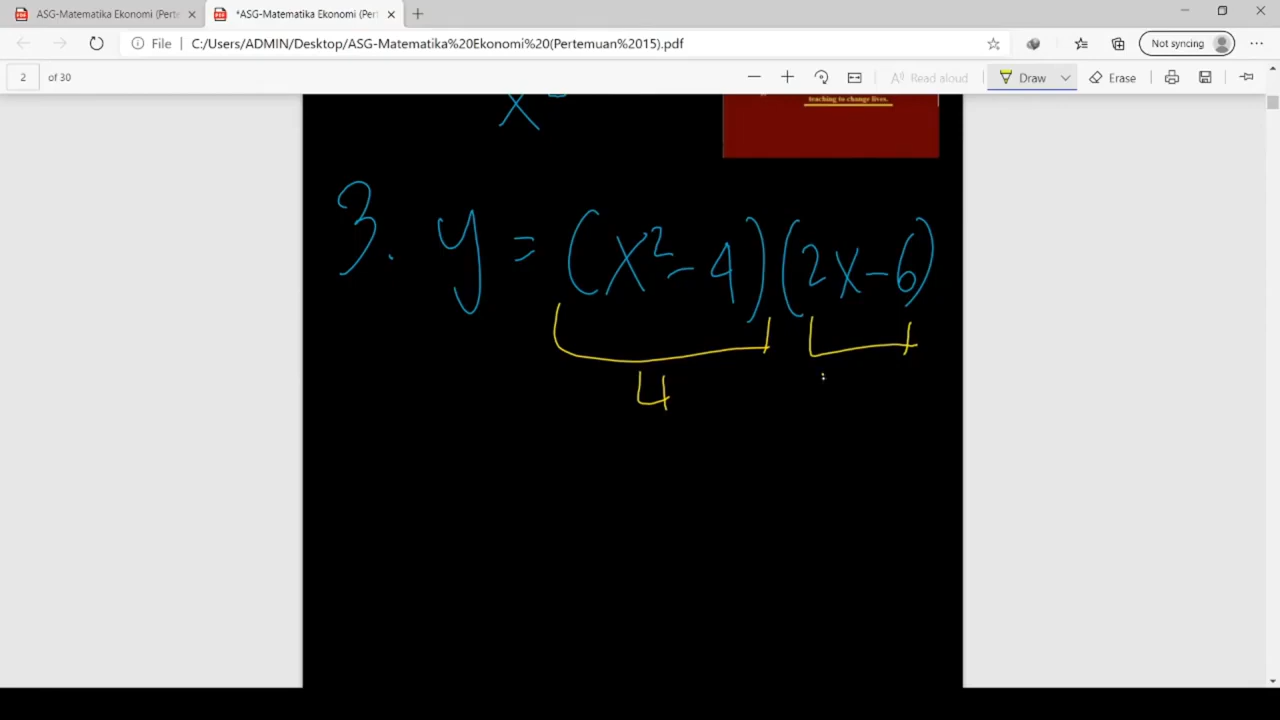 ASG-Matematika Ekonomi (Perte
*ASG-Matematika Ekonomi (Pert
File
C:/Users/ADMIN/Desktop/ASG-Matematika%20Ekonomi%20(Pertemuan%2015).pdf
Not syncing
2 of 30
Read aloud
Draw
Erase
teaching to change lives.
x
3. y = (x²-4)(2x-6)
4